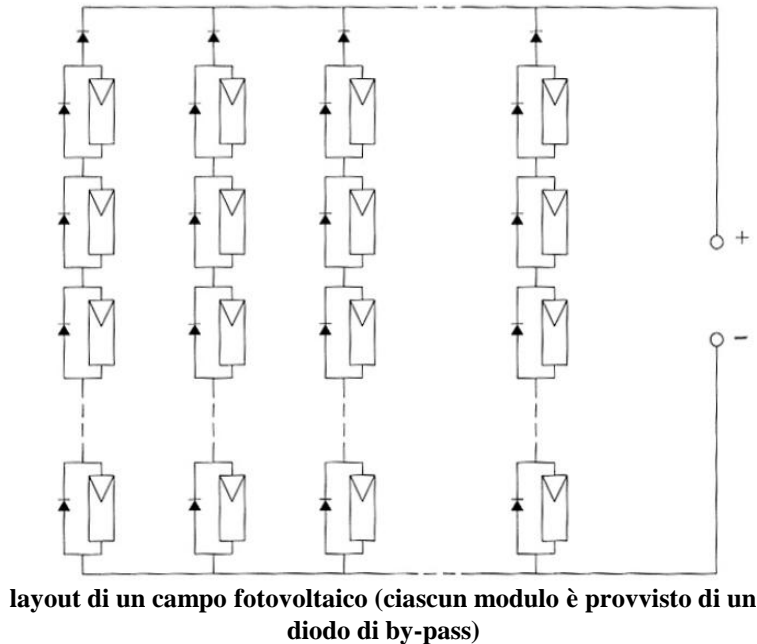 +
−
layout di un campo fotovoltaico (ciascun modulo è provvisto di un
diodo di by-pass)